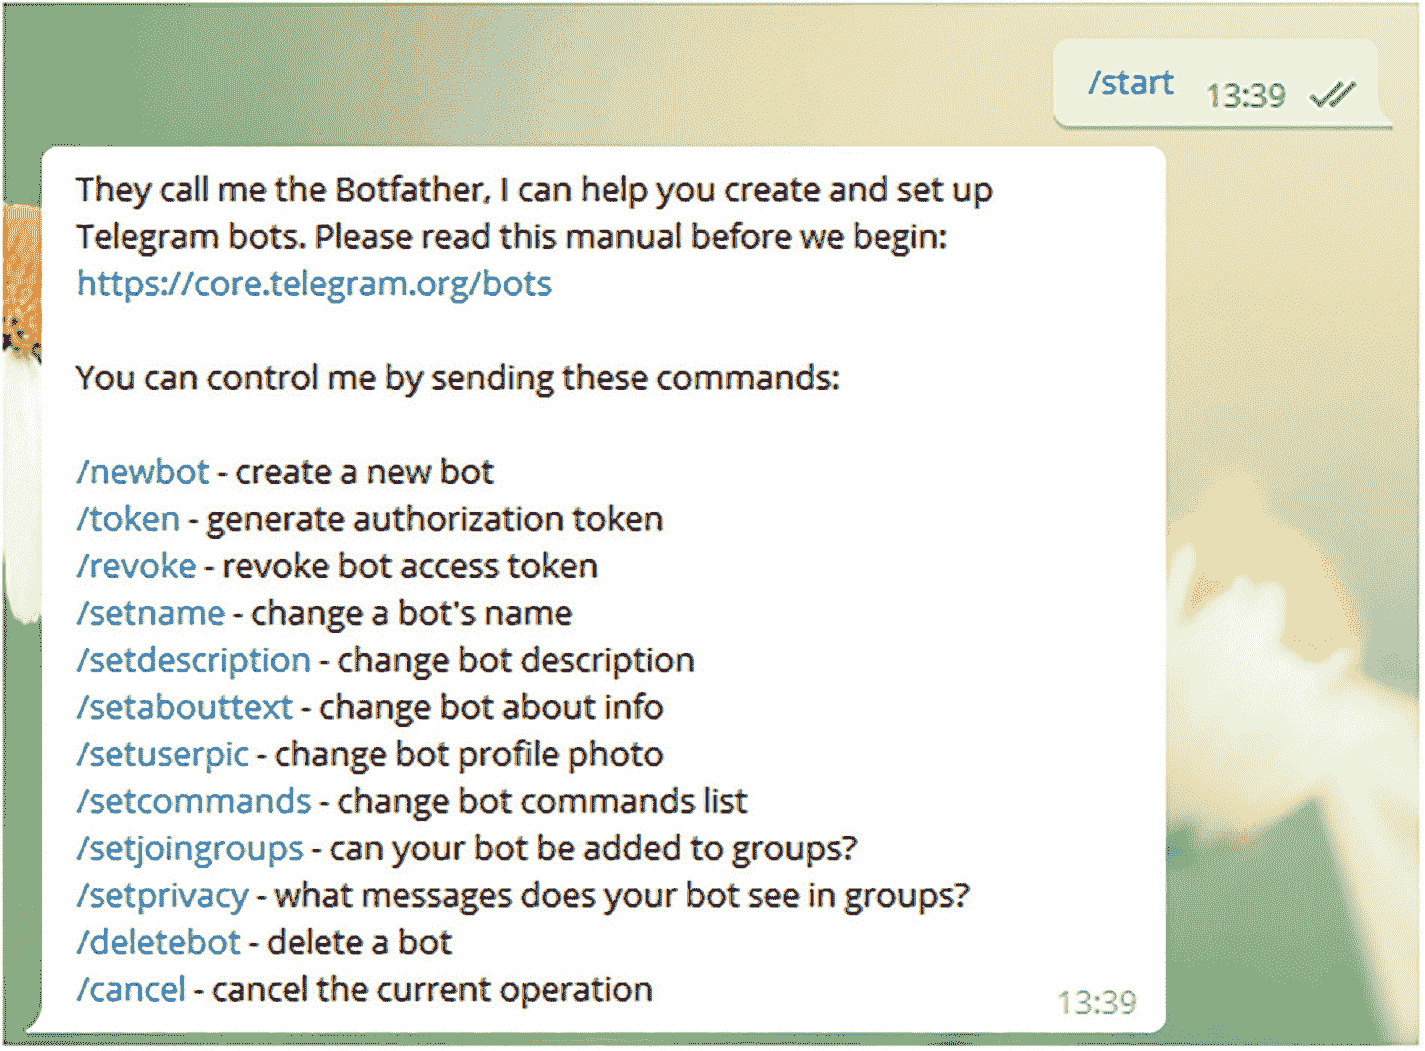 /start 13:39
They call me the Botfather, I can help you create and set up
Telegram bots. Please read this manual before we begin:
https://core.telegram.org/bots
You can control me by sending these commands:
/newbot - create a new bot
/token - generate authorization token
/revoke - revoke bot access token
/setname - change a bot's name
/setdescription - change bot description
/setabouttext - change bot about info
/setuserpic - change bot profile photo
/setcommands - change bot commands list
/setjoingroups - can your bot be added to groups?
/setprivacy - what messages does your bot see in groups?
/deletebot - delete a bot
/cancel - cancel the current operation
13:39